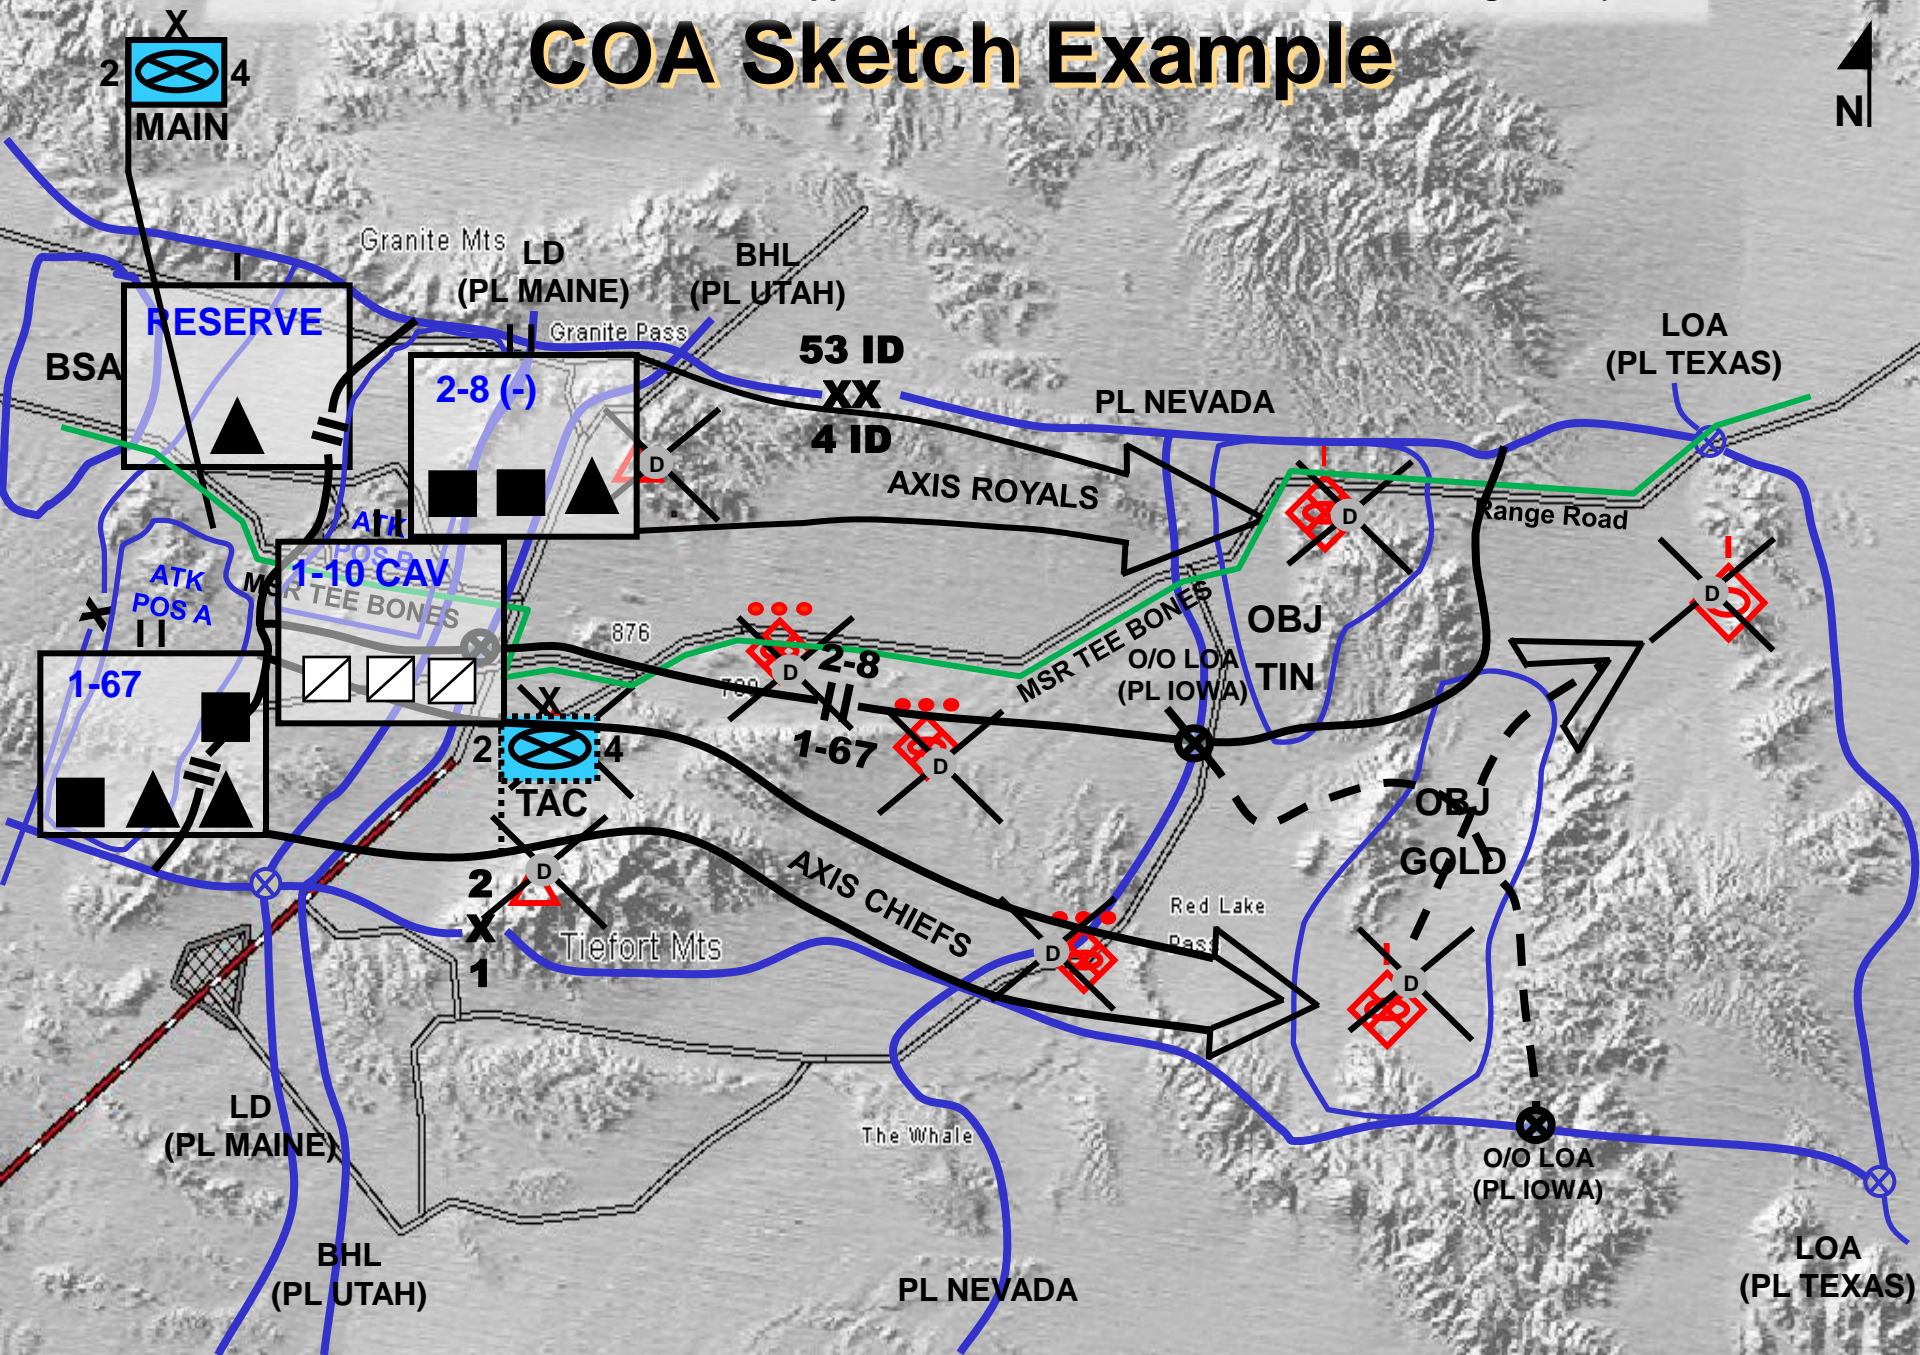 COA Sketch Example
X
2 4
MAIN
N
Granite Mts
LD
(PL MAINE)
BHL
(PL UTAH)
Granite Pass
RESERVE
BSA
2-8 (-)
53 ID
XX
4 ID
PL NEVADA
LOA
(PL TEXAS)
D
AXIS ROYALS
D
Range Road
ATK
POS B
ATK
POS A
1-10 CAV
MSR TEE BONES
X
1-67
876
D
2-8
1-67
MSR TEE BONES
O/O LOA
(PL IOWA)
OBJ
TIN
D
X
2 4
TAC
D
OBJ
GOLD
D
2
X
1
AXIS CHIEFS
Tiefort Mts
Red Lake
Pass
D
D
LD
(PL MAINE)
The Whale
O/O LOA
(PL IOWA)
BHL
(PL UTAH)
PL NEVADA
LOA
(PL TEXAS)